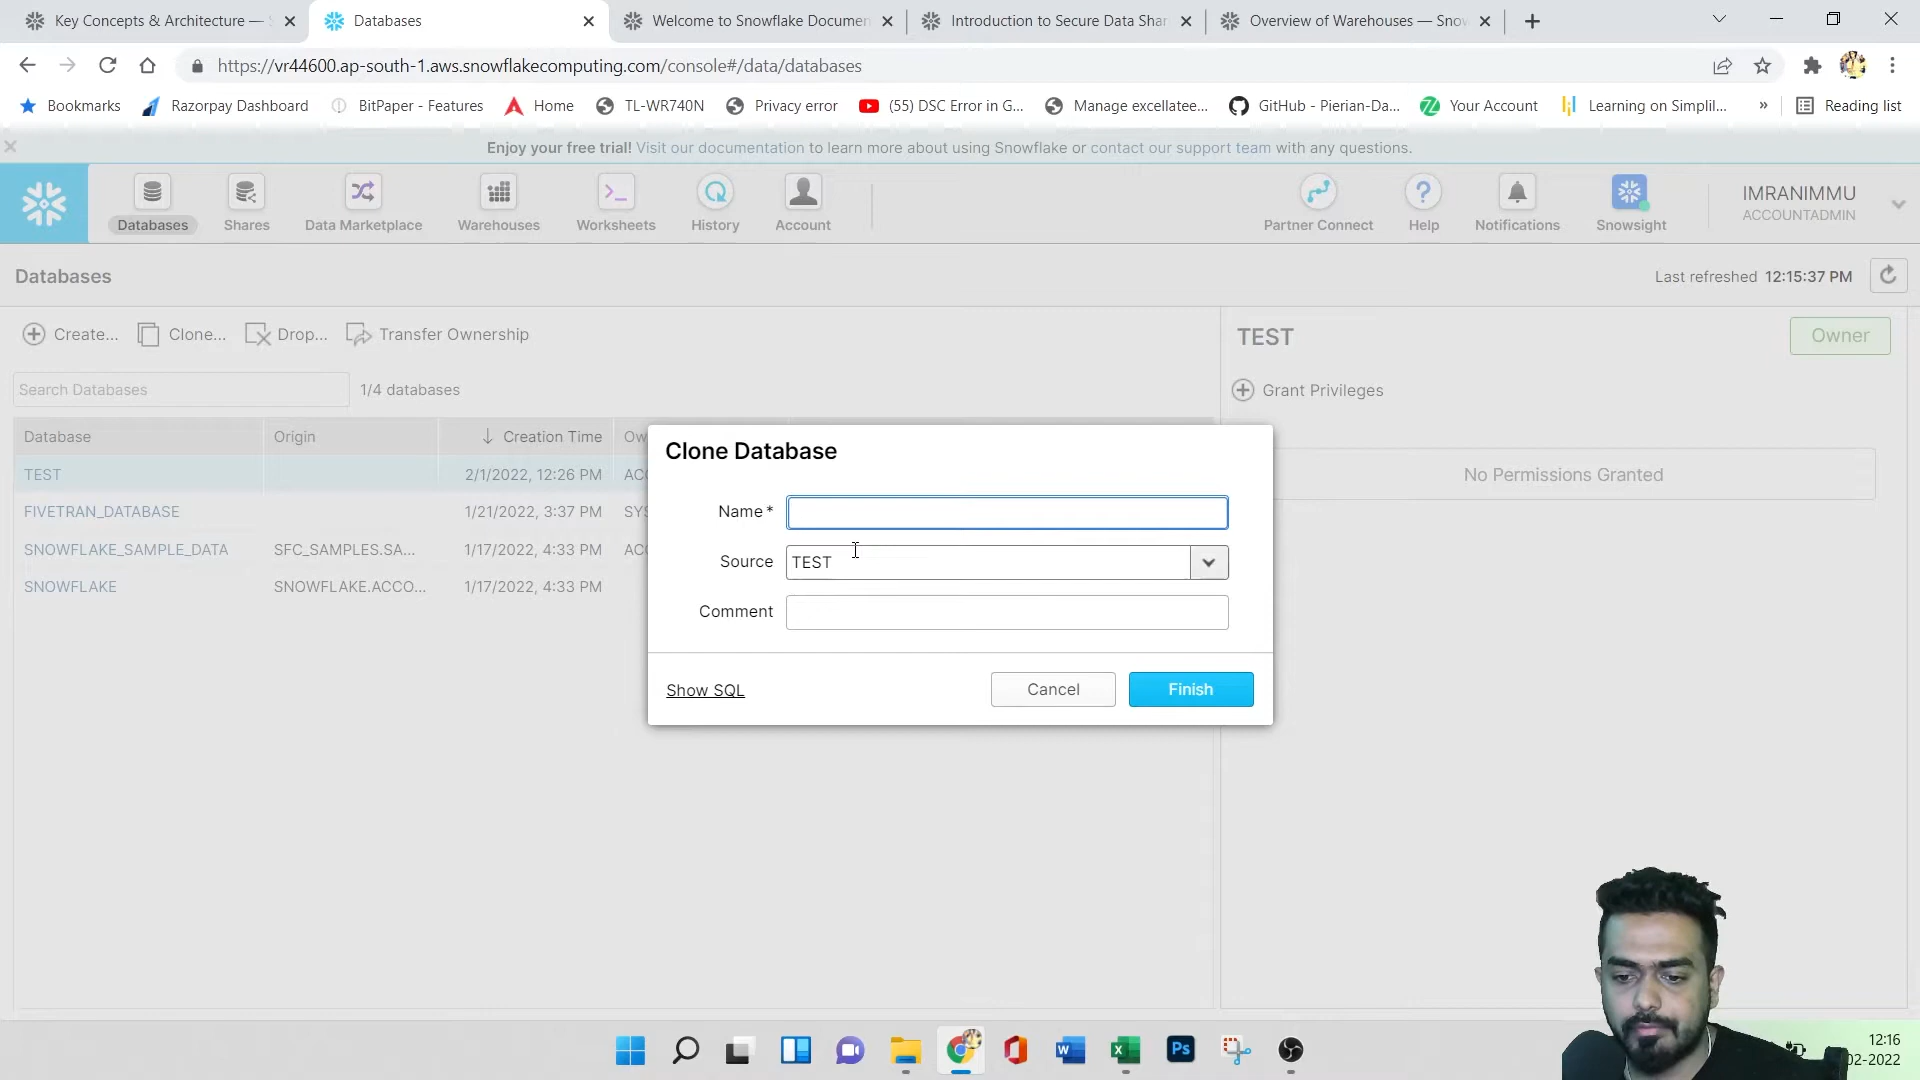 Key Concepts & Architecture —
Databases
Welcome to Snowflake Documen
Introduction to Secure Data Shar
Overview of Warehouses — Snow
https://vr44600.ap-south-1.aws.snowflakecomputing.com/console#/data/databases
Bookmarks
Razorpay Dashboard
BitPaper - Features
Home
TL-WR740N
Privacy error
(55) DSC Error in G...
Manage excellatee...
GitHub - Pierian-Da...
Your Account
Learning on Simplil...
»
Reading list
Enjoy your free trial! Visit our documentation to learn more about using Snowflake or contact our support team with any questions.
Databases
Shares
Data Marketplace
Warehouses
Worksheets
History
Account
Partner Connect
Help
Notifications
Snowsight
IMRANIMMU
ACCOUNTADMIN
Databases
Last refreshed 12:15:37 PM
Create...
Clone...
Drop...
Transfer Ownership
TEST
Owner
Search Databases
1/4 databases
Grant Privileges
Database Origin Creation Time Ow
TEST 2/1/2022, 12:26 PM ACC
FIVETRAN_DATABASE 1/21/2022, 3:37 PM SYS
SNOWFLAKE_SAMPLE_DATA SFC_SAMPLES.SA... 1/17/2022, 4:33 PM ACC
SNOWFLAKE SNOWFLAKE.ACCO... 1/17/2022, 4:33 PM
No Permissions Granted
Clone Database
Name *
Source TEST
Comment
Show SQL
Cancel
Finish
W
X
Ps
12:16
02-2022